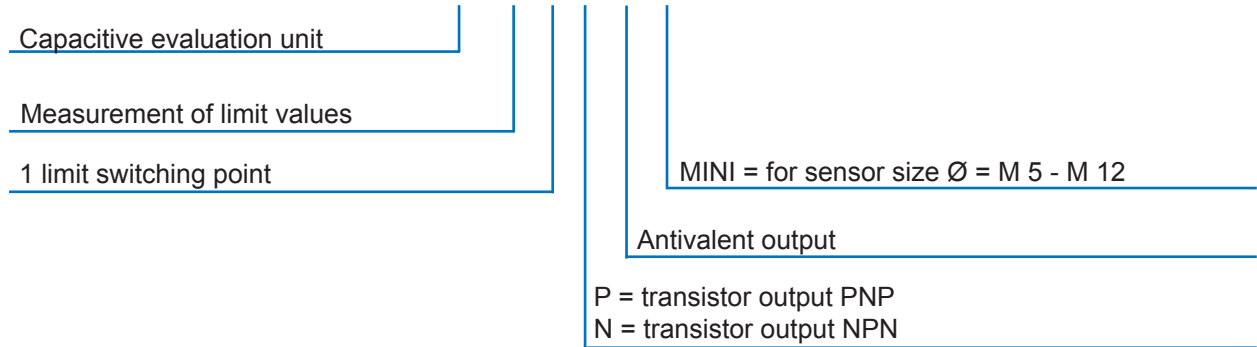 Capacitive evaluation unit
Measurement of limit values
1 limit switching point
MINI = for sensor size Ø = M 5 - M 12
Antivalent output
P = transistor output PNP
N = transistor output NPN